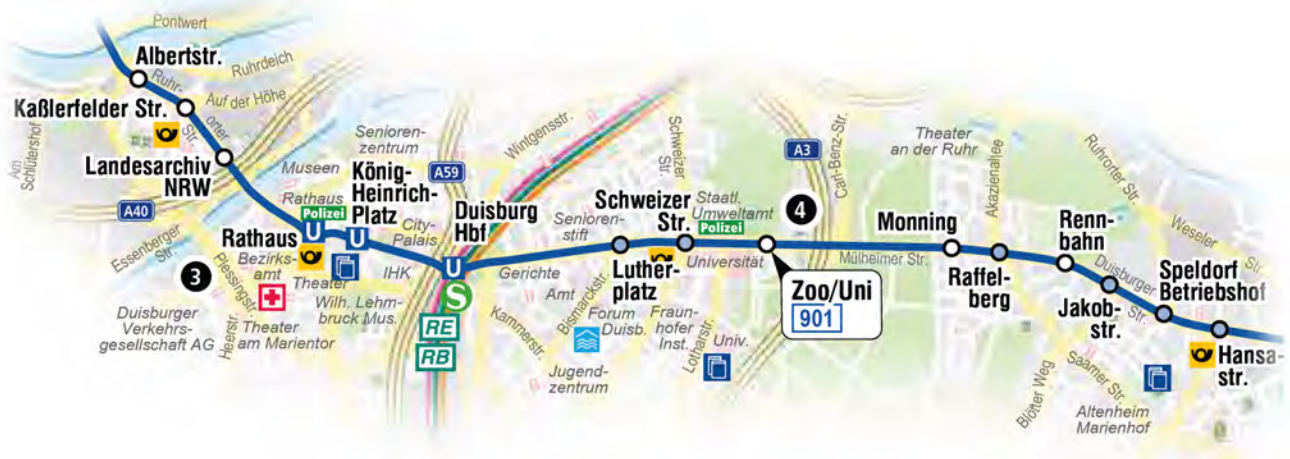 Pontwert
Albertstr.
Ruhrdeich
Ruhr-
orter
Str.
Auf der Höhe
Kaßlerfelder Str.
Am
Schlütershof
Landesarchiv
NRW
A40
Essenberger
Str.
Museen
Senioren-
zentrum
Rathaus
Polizei
U
König-
Heinrich-
Platz
U
A59
Rathaus
Bezirks-
amt
Theater
3
Plessingstr.
Heerstr.
Duisburger
Verkehrs-
gesellschaft AG
Theater
am Marientor
City-
Palais
IHK
Wilh. Lehm-
bruck Mus.
Duisburg
Hbf
U
S
RE
RB
Wintgensstr.
Gerichte
Amt
Kammerstr.
Senioren-
stift
Bismarckstr.
Forum
Duisb.
Jugend-
zentrum
Luther-
platz
Schweizer
Str.
Schweizer
Str.
Staatl.
Umweltamt
Polizei
Universität
Fraun-
hofer
Inst.
Lotharstr.
Univ.
A3
4
Zoo/Uni
901
Carl-Benz-Str.
Monning
Mülheimer Str.
Theater
an der Ruhr
Akazienallee
Raffel-
berg
Renn-
bahn
Ruhrorter Str.
Weseler
Str.
Duisburger
Str.
Jakob-
str.
Speldorf
Betriebshof
Hansa-
str.
Blötter Weg
Saarner Str.
Altenheim
Marienhof